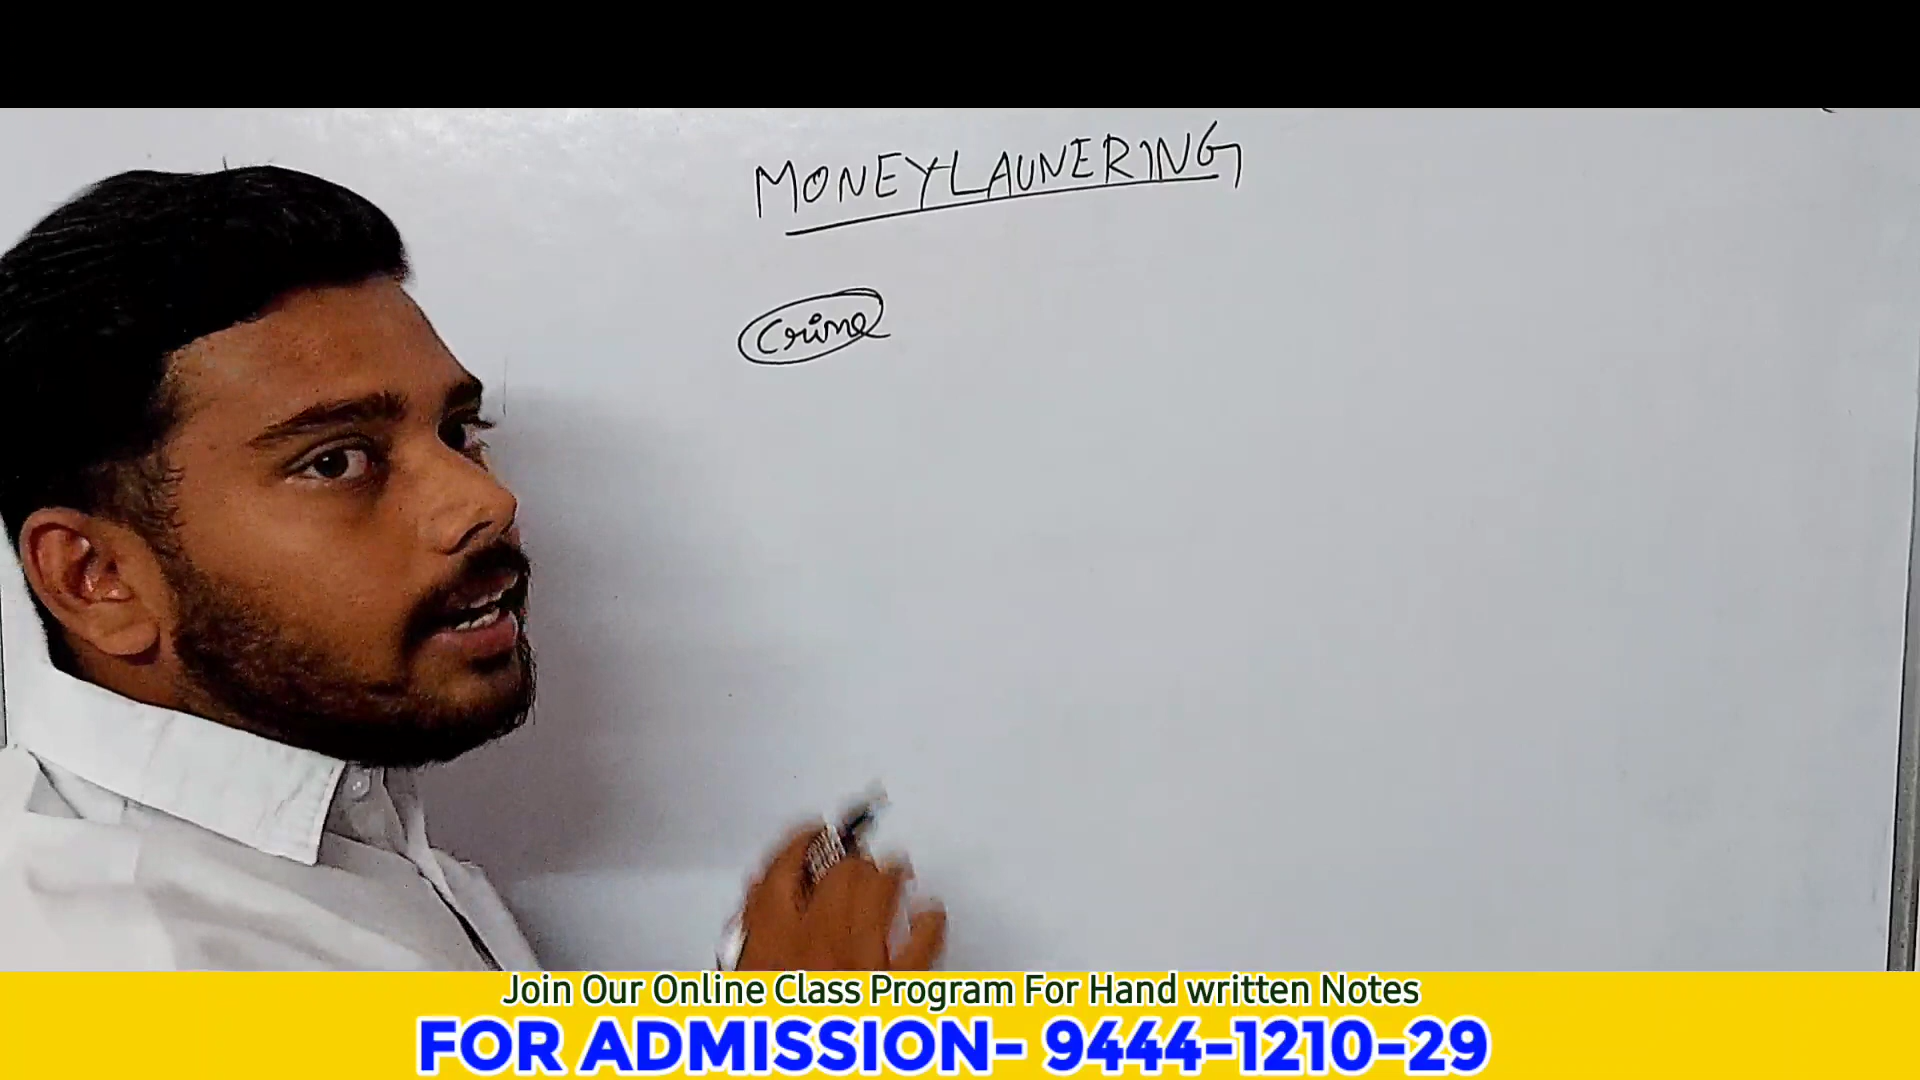 MONEYLAUNERING
Crime
Join Our Online Class Program For Hand written Notes
FOR ADMISSION- 9444-1210-29